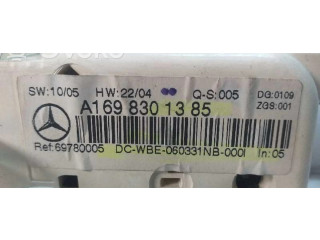 SW:10/05 HW:22/04 Q-S:005 DG:0109
ZGS:001
A169 830 13 85
Ref:69780005 DC-WBE-060331NB-000 In:05